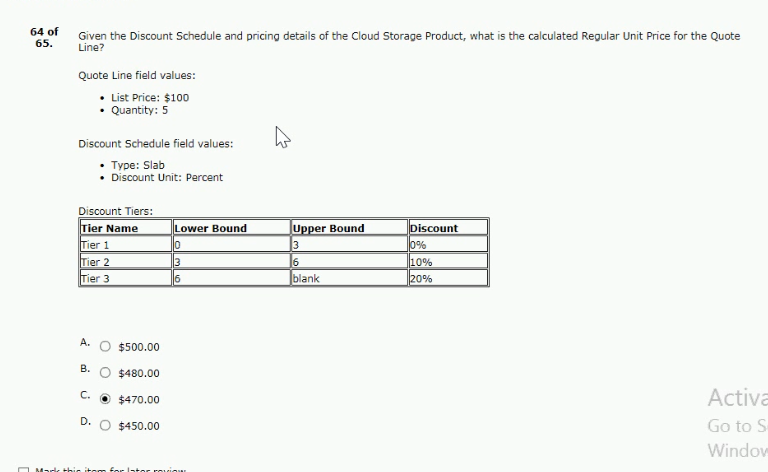 64 of
65.
Given the Discount Schedule and pricing details of the Cloud Storage Product, what is the calculated Regular Unit Price for the Quote
Line?
Quote Line field values:
• List Price: $100
• Quantity: 5
Discount Schedule field values:
• Type: Slab
• Discount Unit: Percent
Discount Tiers:
Tier Name Lower Bound Upper Bound Discount
Tier 1 0 3 0%
Tier 2 3 6 10%
Tier 3 6 blank 20%
A. $500.00
B. $480.00
C. $470.00
D. $450.00
Activa
Go to S
Window
Mark this item for later review